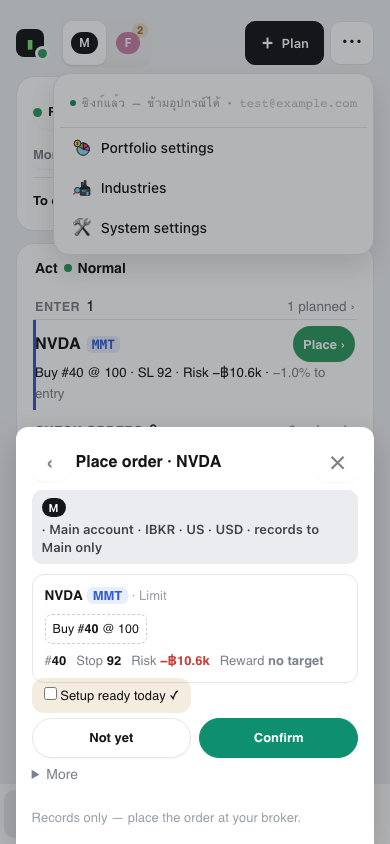 M F 2 + Plan ···
ซิงก์แล้ว — ข้ามอุปกรณ์ได้ · test@example.com
Portfolio settings
Industries
System settings
Act Normal
ENTER 1 1 planned ›
NVDA MMT Place ›
Buy #40 @ 100 · SL 92 · Risk −฿10.6k · −1.0% to
entry
‹ Place order · NVDA ✕
M
· Main account · IBKR · US · USD · records to
Main only
NVDA MMT · Limit
Buy #40 @ 100
#40 Stop 92 Risk −฿10.6k Reward no target
Setup ready today ✓
Not yet Confirm
▶ More
Records only — place the order at your broker.